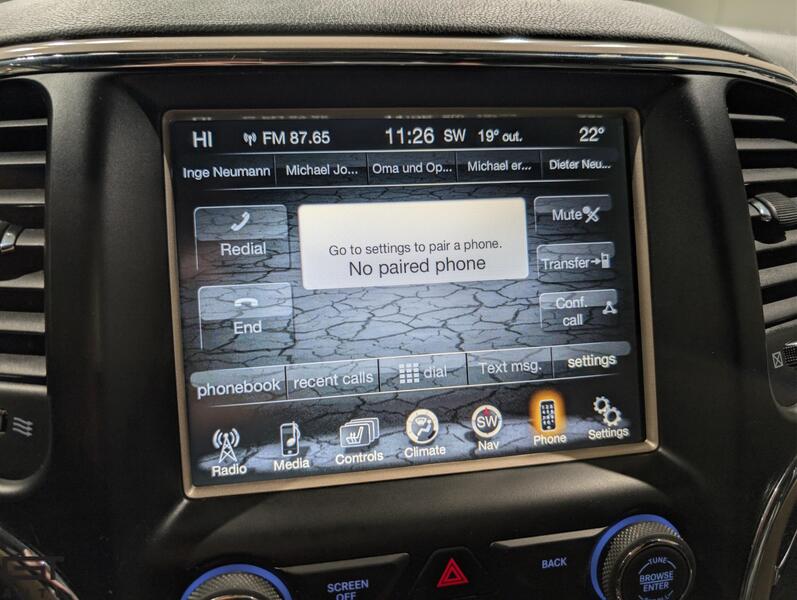 HI FM 87.65 11:26 SW 19° out. 22°
Inge Neumann Michael Jo... Oma und Op... Michael er... Dieter Neu...
Redial
Go to settings to pair a phone.
No paired phone
Mute
Transfer
End
Conf.
call
phonebook recent calls dial Text msg. settings
SW
Radio Media Controls Climate Nav Phone Settings
SCREEN
OFF
BACK
TUNE
BROWSE
ENTER